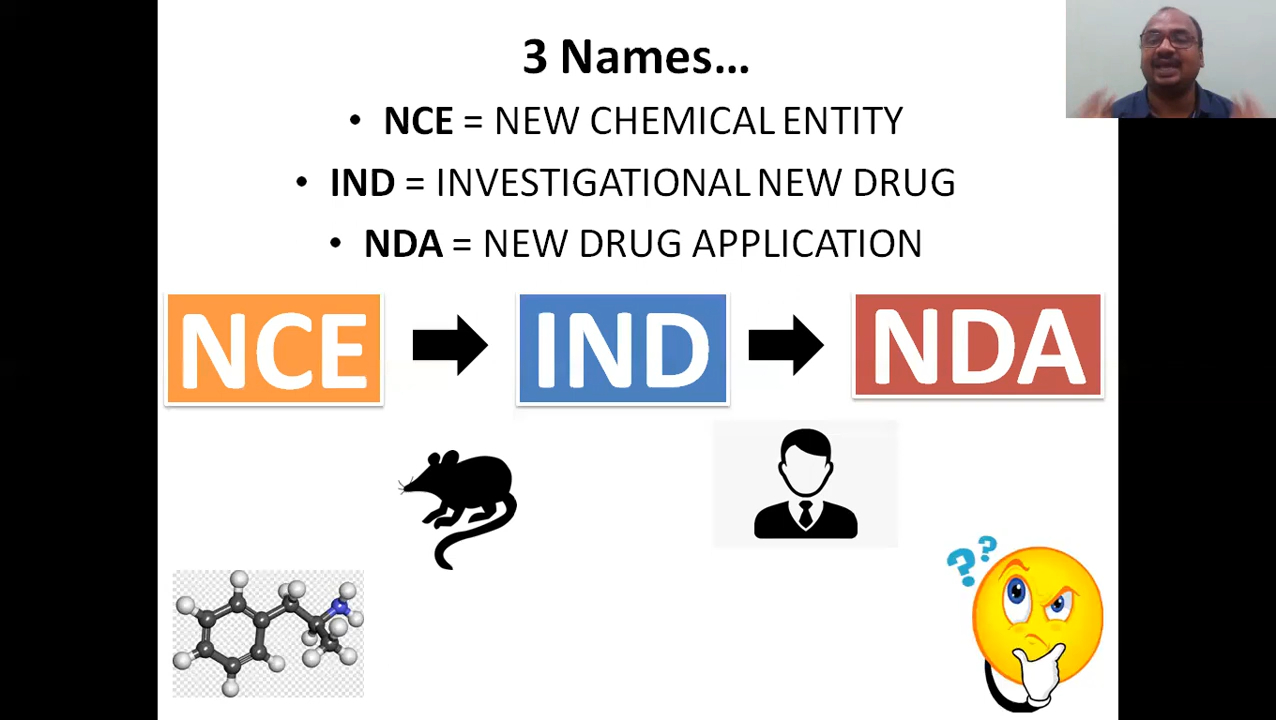 3 Names...
• NCE = NEW CHEMICAL ENTITY
• IND = INVESTIGATIONAL NEW DRUG
• NDA = NEW DRUG APPLICATION
NCE IND NDA
??